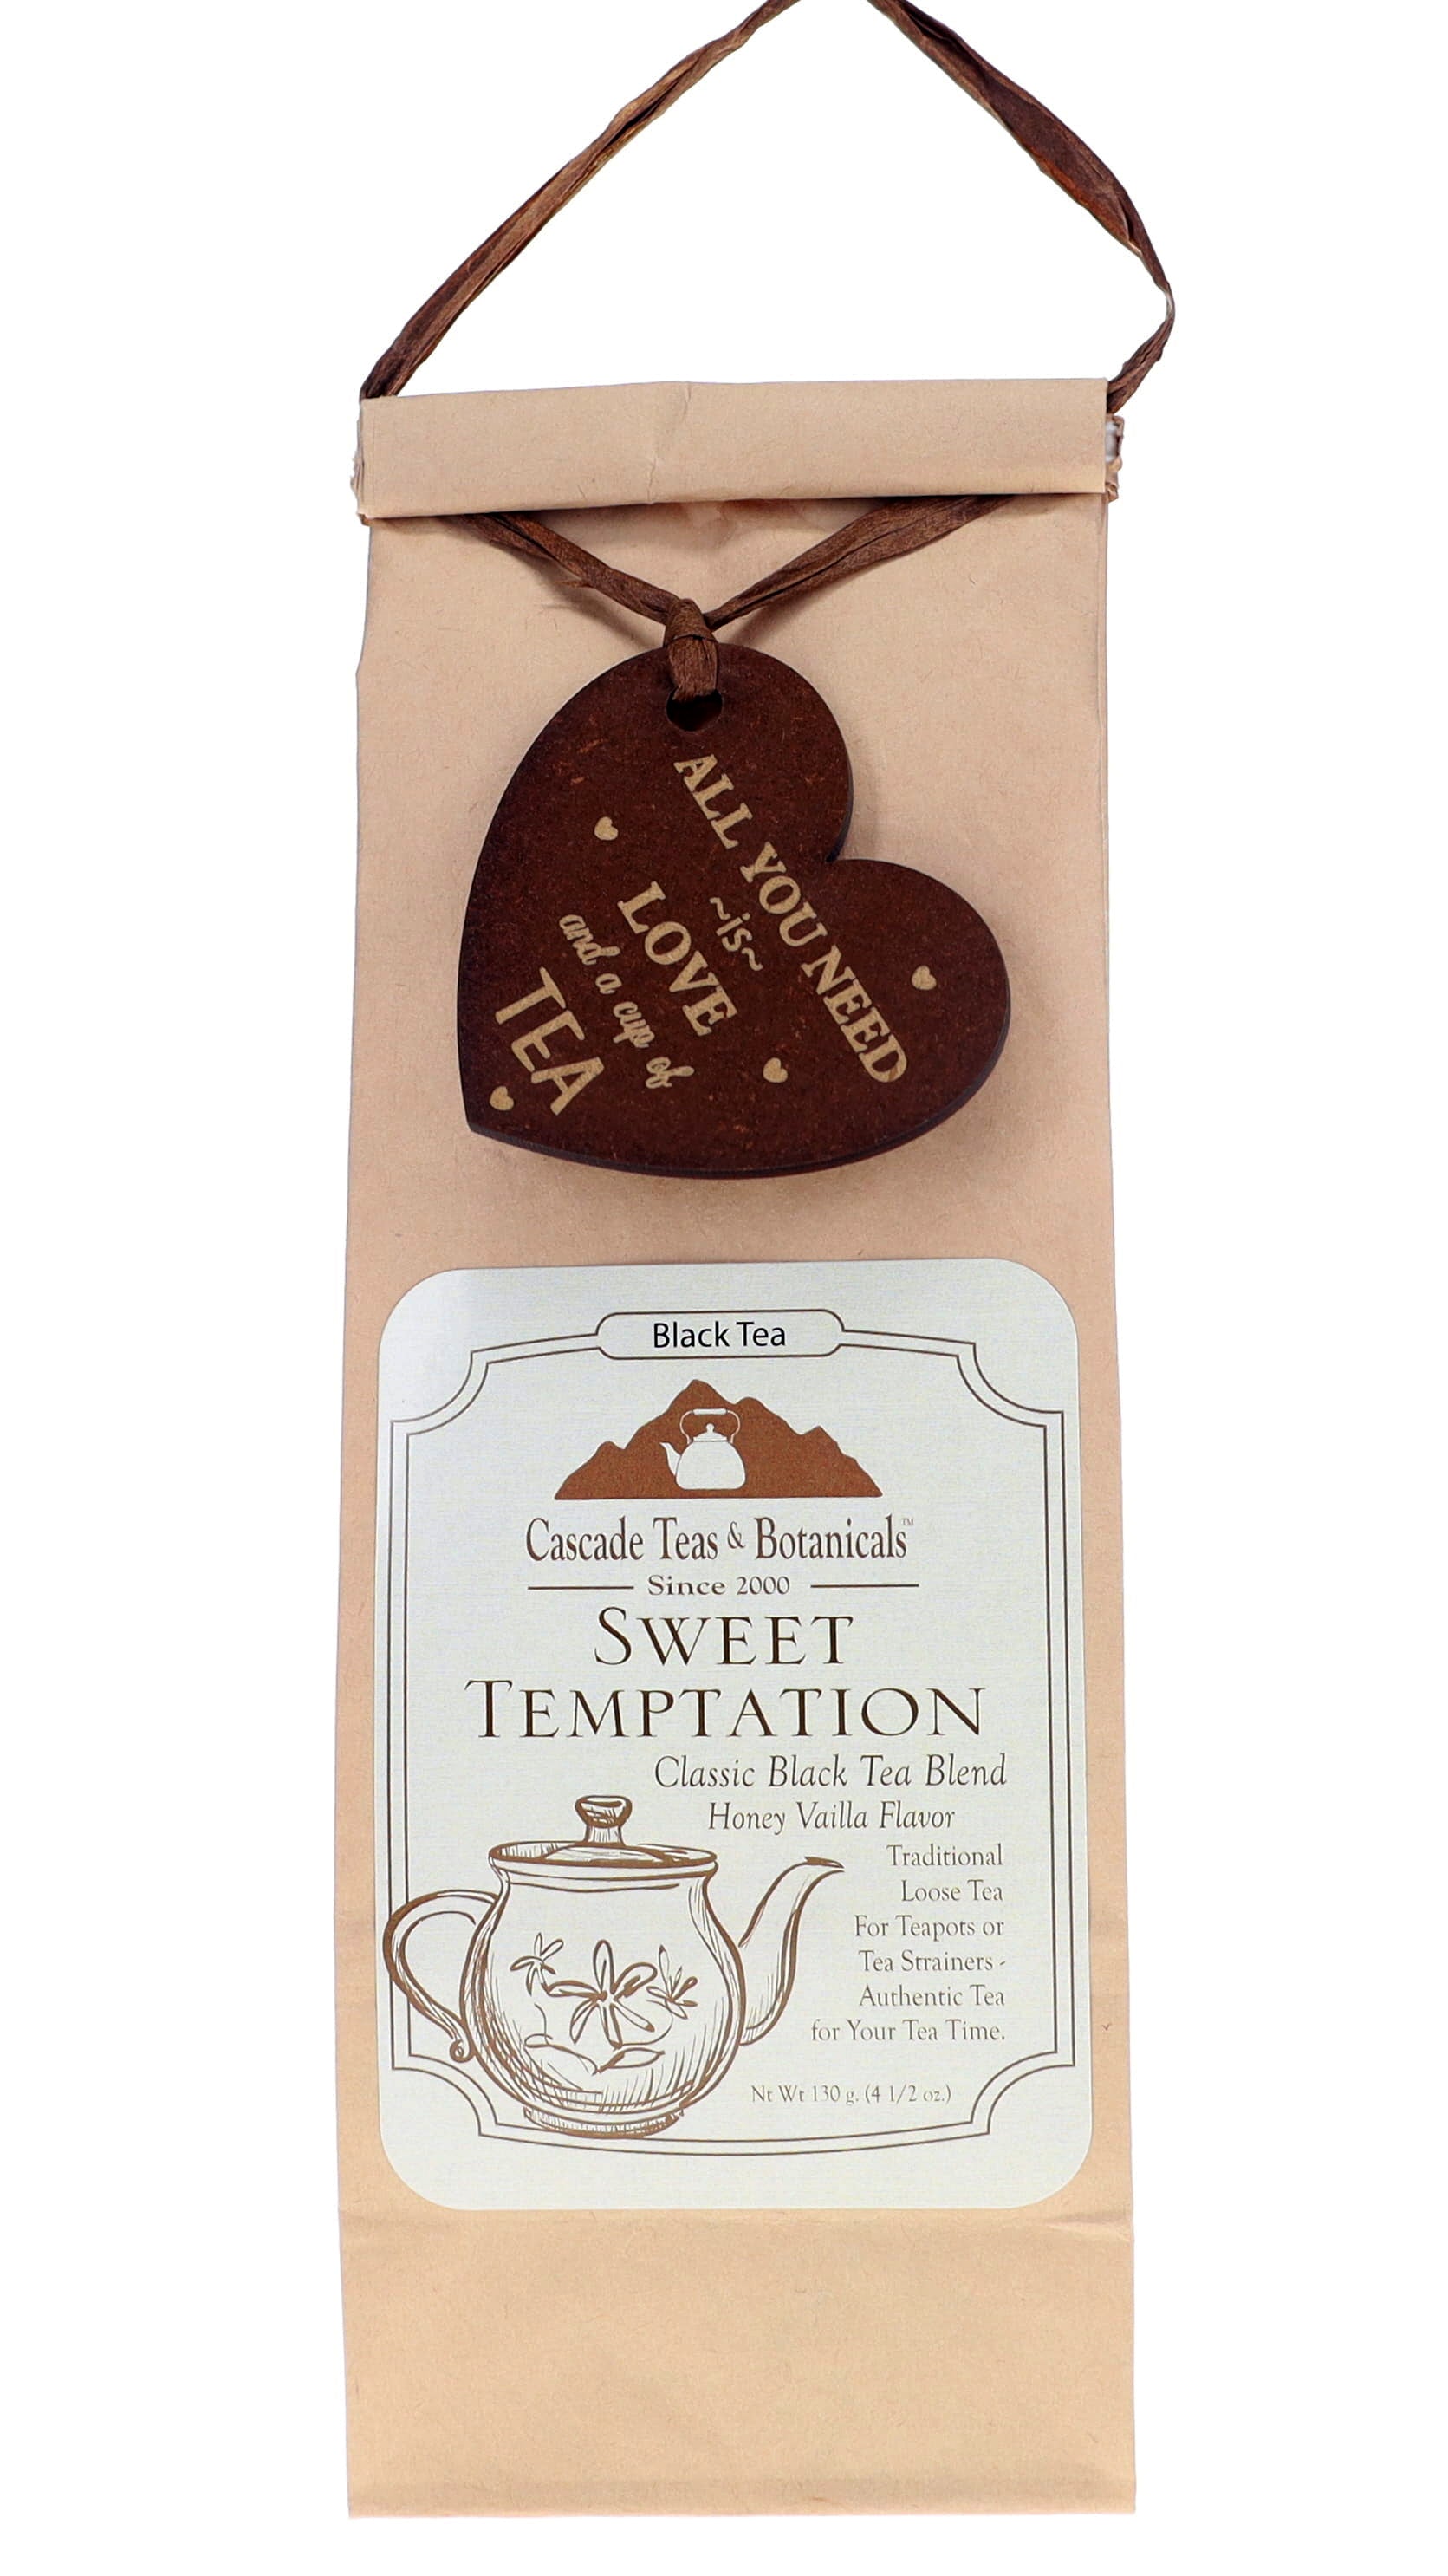 ALL YOU NEED
~is~
LOVE
and a cup of
TEA
Black Tea
Cascade Teas & Botanicals™
Since 2000
SWEET
TEMPTATION
Classic Black Tea Blend
Honey Vailla Flavor
Traditional
Loose Tea
For Teapots or
Tea Strainers -
Authentic Tea
for Your Tea Time.
Nt Wt 130 g. (4 1/2 oz.)